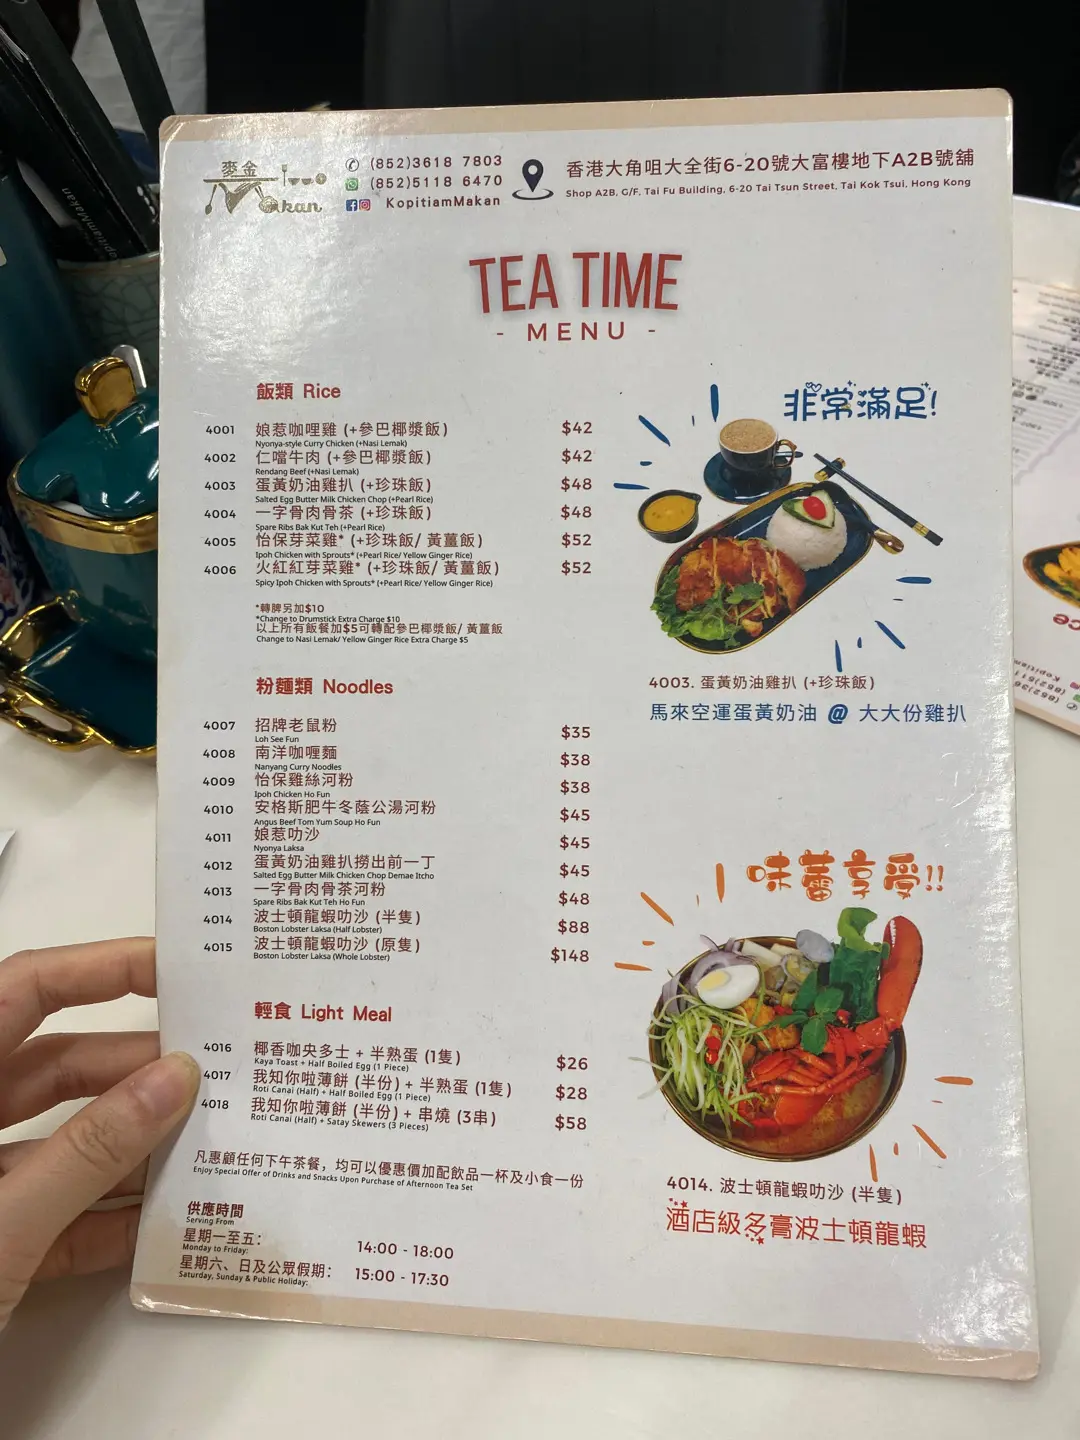 麥金
Makan
(852)3618 7803
(852)5118 6470
KopitiamMakan
香港大角咀大全街6-20號大富樓地下A2B號舖
Shop A2B, G/F, Tai Fu Building, 6-20 Tai Tsun Street, Tai Kok Tsui, Hong Kong
TEA TIME
- MENU -
飯類 Rice
4001 娘惹咖哩雞 (+參巴椰漿飯) $42
Nyonya-style Curry Chicken (+Nasi Lemak)
4002 仁噹牛肉 (+參巴椰漿飯) $42
Rendang Beef (+Nasi Lemak)
4003 蛋黃奶油雞扒 (+珍珠飯) $48
Salted Egg Butter Milk Chicken Chop (+Pearl Rice)
4004 一字骨肉骨茶 (+珍珠飯) $48
Spare Ribs Bak Kut Teh (+Pearl Rice)
4005 怡保芽菜雞* (+珍珠飯/ 黃薑飯) $52
Ipoh Chicken with Sprouts* (+Pearl Rice/ Yellow Ginger Rice)
4006 火紅紅芽菜雞* (+珍珠飯/ 黃薑飯) $52
Spicy Ipoh Chicken with Sprouts* (+Pearl Rice/ Yellow Ginger Rice)
*轉脾另加$10
*Change to Drumstick Extra Charge $10
以上所有飯餐加$5可轉配參巴椰漿飯/ 黃薑飯
Change to Nasi Lemak/ Yellow Ginger Rice Extra Charge $5
粉麵類 Noodles
4007 招牌老鼠粉 $35
Loh See Fun
4008 南洋咖喱麵 $38
Nanyang Curry Noodles
4009 怡保雞絲河粉 $38
Ipoh Chicken Ho Fun
4010 安格斯肥牛冬蔭公湯河粉 $45
Angus Beef Tom Yum Soup Ho Fun
4011 娘惹叻沙 $45
Nyonya Laksa
4012 蛋黃奶油雞扒撈出前一丁 $45
Salted Egg Butter Milk Chicken Chop Demae Itcho
4013 一字骨肉骨茶河粉 $48
Spare Ribs Bak Kut Teh Ho Fun
4014 波士頓龍蝦叻沙 (半隻) $88
Boston Lobster Laksa (Half Lobster)
4015 波士頓龍蝦叻沙 (原隻) $148
Boston Lobster Laksa (Whole Lobster)
輕食 Light Meal
4016 椰香咖央多士 + 半熟蛋 (1隻) $26
Kaya Toast + Half Boiled Egg (1 Piece)
4017 我知你啦薄餅 (半份) + 半熟蛋 (1隻) $28
Roti Canai (Half) + Half Boiled Egg (1 Piece)
4018 我知你啦薄餅 (半份) + 串燒 (3串) $58
Roti Canai (Half) + Satay Skewers (3 Pieces)
凡惠顧任何下午茶餐，均可以優惠價加配飲品一杯及小食一份
Enjoy Special Offer of Drinks and Snacks Upon Purchase of Afternoon Tea Set
供應時間
Serving From
星期一至五： 14:00 - 18:00
Monday to Friday:
星期六、日及公眾假期： 15:00 - 17:30
Saturday, Sunday & Public Holiday:
非常滿足!
4003. 蛋黃奶油雞扒 (+珍珠飯)
馬來空運蛋黃奶油 @ 大大份雞扒
味蕾享受!!
4014. 波士頓龍蝦叻沙 (半隻)
酒店級多膏波士頓龍蝦